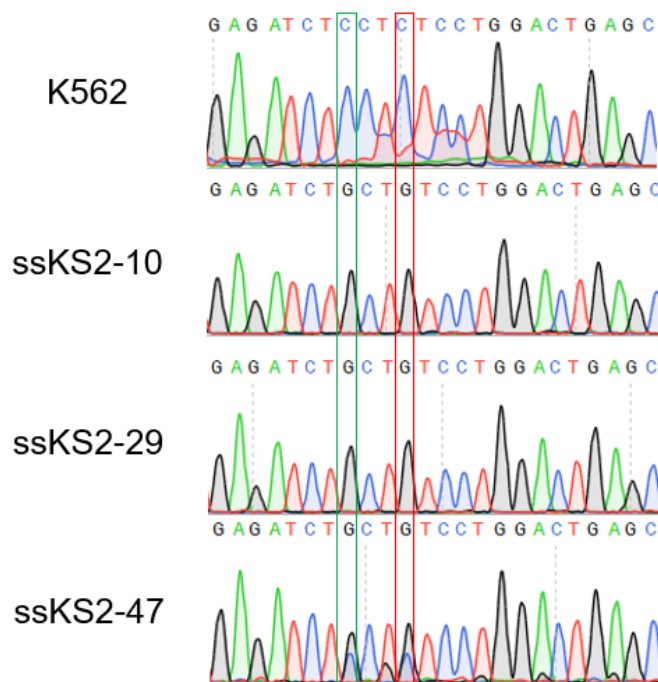 G A G A T C T C C T C T C C T G G A C T G A G C
K562
G A G A T C T G C T G T C C T G G A C T G A G C
ssKS2-10
G A G A T C T G C T G T C C T G G A C T G A G C
ssKS2-29
G A G A T C T G C T G T C C T G G A C T G A G C
ssKS2-47